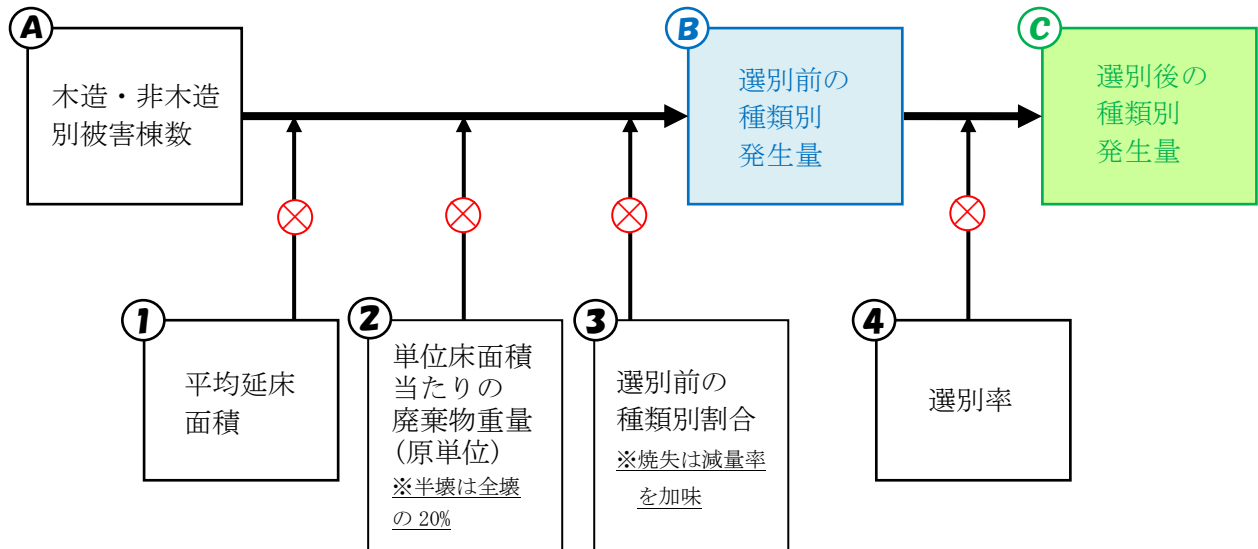 A
木造・非木造
別被害棟数
B
選別前の
種類別
発生量
C
選別後の
種類別
発生量
1
平均延床
面積
2
単位床面積
当たりの
廃棄物重量
(原単位)
※半壊は全壊
の 20%
3
選別前の
種類別割合
※焼失は減量率
を加味
4
選別率